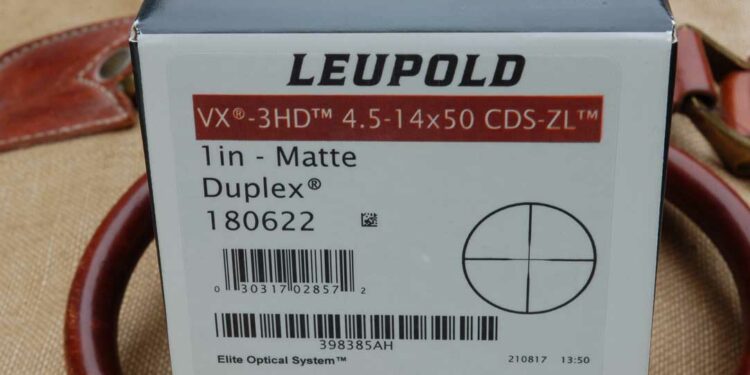 LEUPOLD
VX®-3HD™ 4.5-14x50 CDS-ZL™
1in - Matte
Duplex®
180622
0 30317 02857 2
398385AH
Elite Optical System™ 210817 13:50